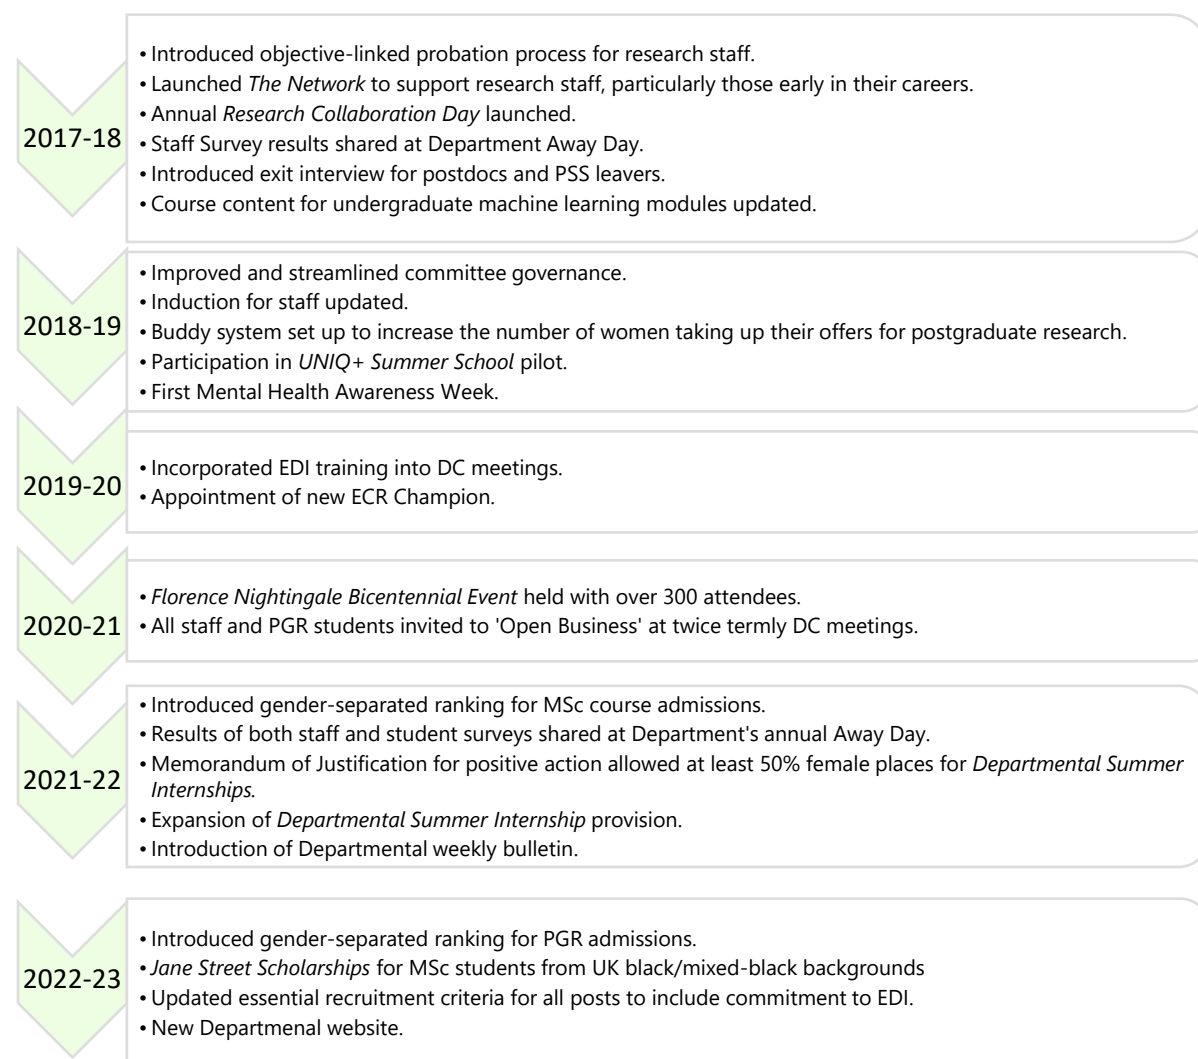 2017-18
• Introduced objective-linked probation process for research staff.
• Launched The Network to support research staff, particularly those early in their careers.
• Annual Research Collaboration Day launched.
• Staff Survey results shared at Department Away Day.
• Introduced exit interview for postdocs and PSS leavers.
• Course content for undergraduate machine learning modules updated.
2018-19
• Improved and streamlined committee governance.
• Induction for staff updated.
• Buddy system set up to increase the number of women taking up their offers for postgraduate research.
• Participation in UNIQ+ Summer School pilot.
• First Mental Health Awareness Week.
2019-20
• Incorporated EDI training into DC meetings.
• Appointment of new ECR Champion.
2020-21
• Florence Nightingale Bicentennial Event held with over 300 attendees.
• All staff and PGR students invited to 'Open Business' at twice termly DC meetings.
2021-22
• Introduced gender-separated ranking for MSc course admissions.
• Results of both staff and student surveys shared at Department's annual Away Day.
• Memorandum of Justification for positive action allowed at least 50% female places for Departmental Summer
Internships.
• Expansion of Departmental Summer Internship provision.
• Introduction of Departmental weekly bulletin.
2022-23
• Introduced gender-separated ranking for PGR admissions.
• Jane Street Scholarships for MSc students from UK black/mixed-black backgrounds
• Updated essential recruitment criteria for all posts to include commitment to EDI.
• New Departmenal website.